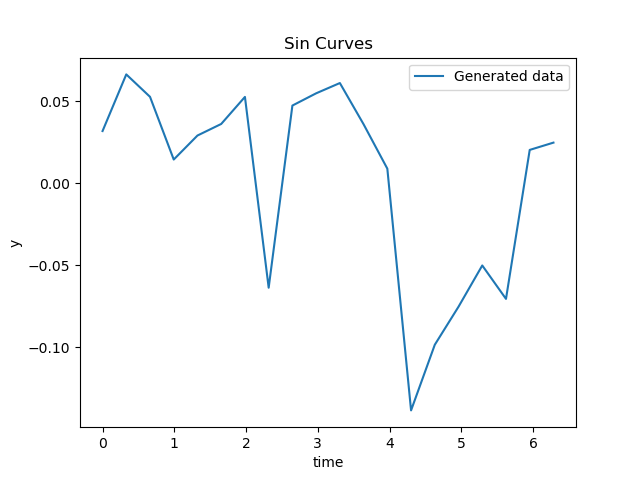 Sin Curves
Generated data
0.05
0.00
−0.05
−0.10
y
0 1 2 3 4 5 6
time